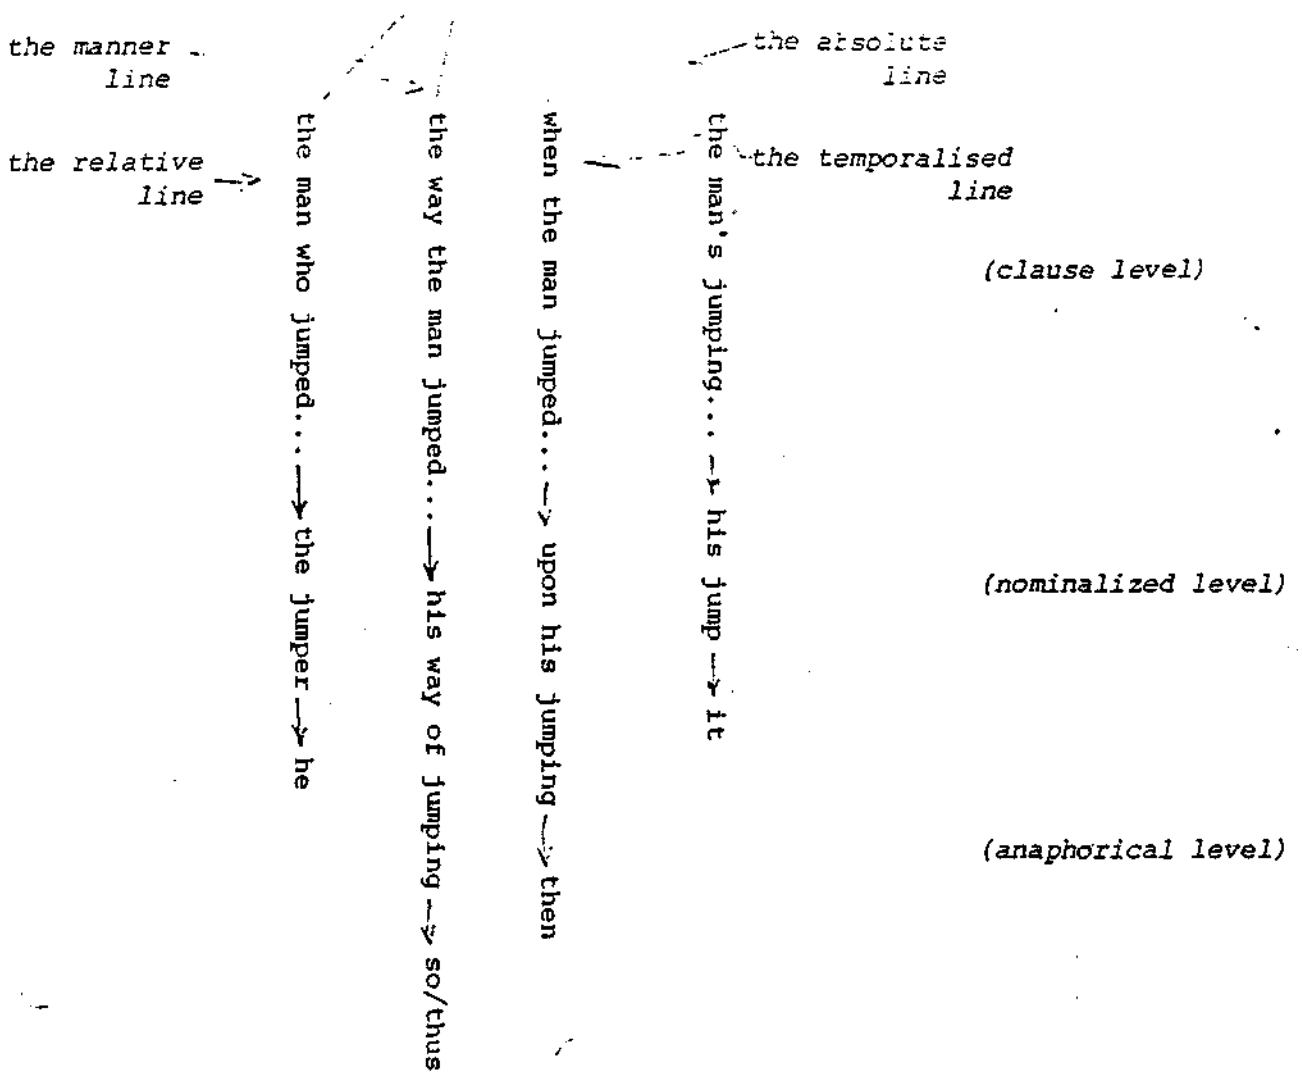 the manner
line
the relative
line
the absolute
line
the temporalised
line
the man who jumped....→the jumper→he
the way the man jumped....→his way of jumping→so/thus
when the man jumped....→upon his jumping→then
the man's jumping...→his jump→it
(clause level)
(nominalized level)
(anaphorical level)